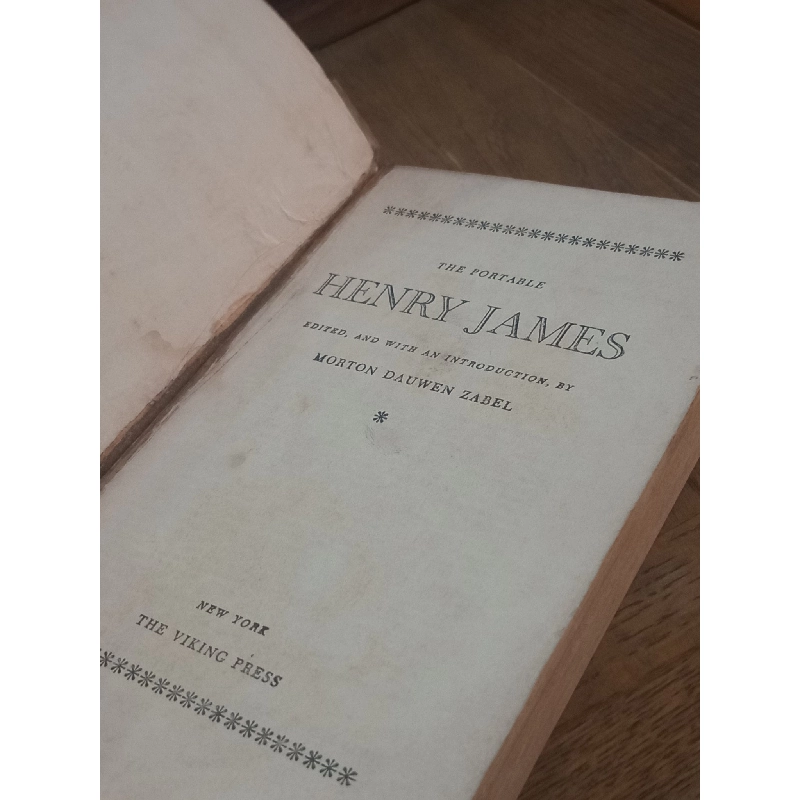 THE PORTABLE
HENRY JAMES
EDITED, AND WITH AN INTRODUCTION, BY
MORTON DAUWEN ZABEL
NEW YORK
THE VIKING PRESS